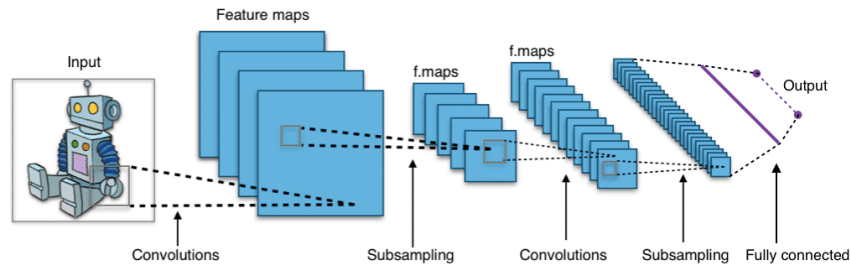 Feature maps
f.maps
f.maps
Input
Output
Convolutions
Subsampling
Convolutions
Subsampling
Fully connected